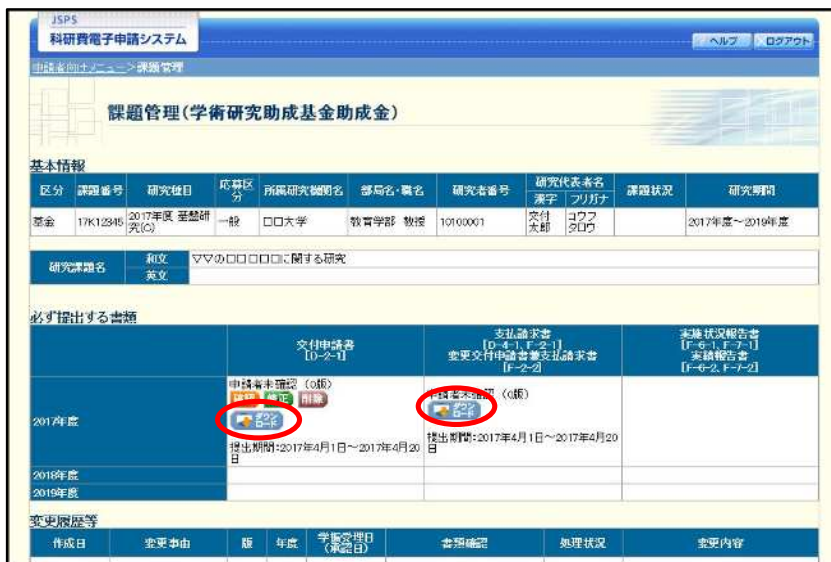 JSPS
科研費電子申請システム
ヘルプ
ログアウト
申請者向けメニュー>課題管理
課題管理(学術研究助成基金助成金)
基本情報
区分 課題番号 研究種目 応募区分 所属研究機関名 部局名・職名 研究者番号 研究代表者名 漢字 フリガナ 課題状況 研究期間
基金 17K12345 2017年度 基盤研究(C) 一般 □□大学 教育学部 教授 10100001 交付太郎 コウフタロウ 2017年度~2019年度
研究課題名 和文 ▽▽の□□□□□に関する研究
英文
必ず提出する書類
交付申請書
[D-2-1]
支払請求書
[D-4-1, F-2-1]
変更交付申請書兼支払請求書
[F-2-2]
実施状況報告書
[F-6-1, F-7-1]
実績報告書
[F-6-2, F-7-2]
2017年度
申請者未確認 (0版)
確認 修正 削除
ダウンロード
提出期間:2017年4月1日~2017年4月20日
申請者未確認 (0版)
ダウンロード
提出期間:2017年4月1日~2017年4月20日
2018年度
2019年度
変更履歴等
作成日 変更事由 版 年度 学振受理日(承認日) 書類確認 処理状況 変更内容